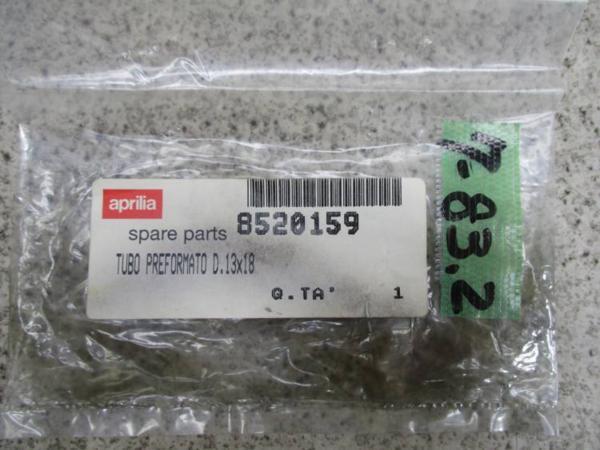 aprilia
spare parts 8520159
TUBO PREFORMATO D.13x18
Q.TA' 1
7.83.2